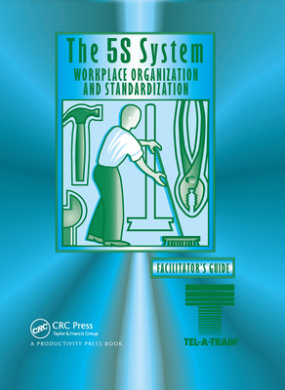 The 5S System
WORKPLACE ORGANIZATION
AND STANDARDIZATION
FACILITATOR'S GUIDE
CRC
CRC Press
Taylor & Francis Group
A PRODUCTIVITY PRESS BOOK
TEL-A-TRAIN®